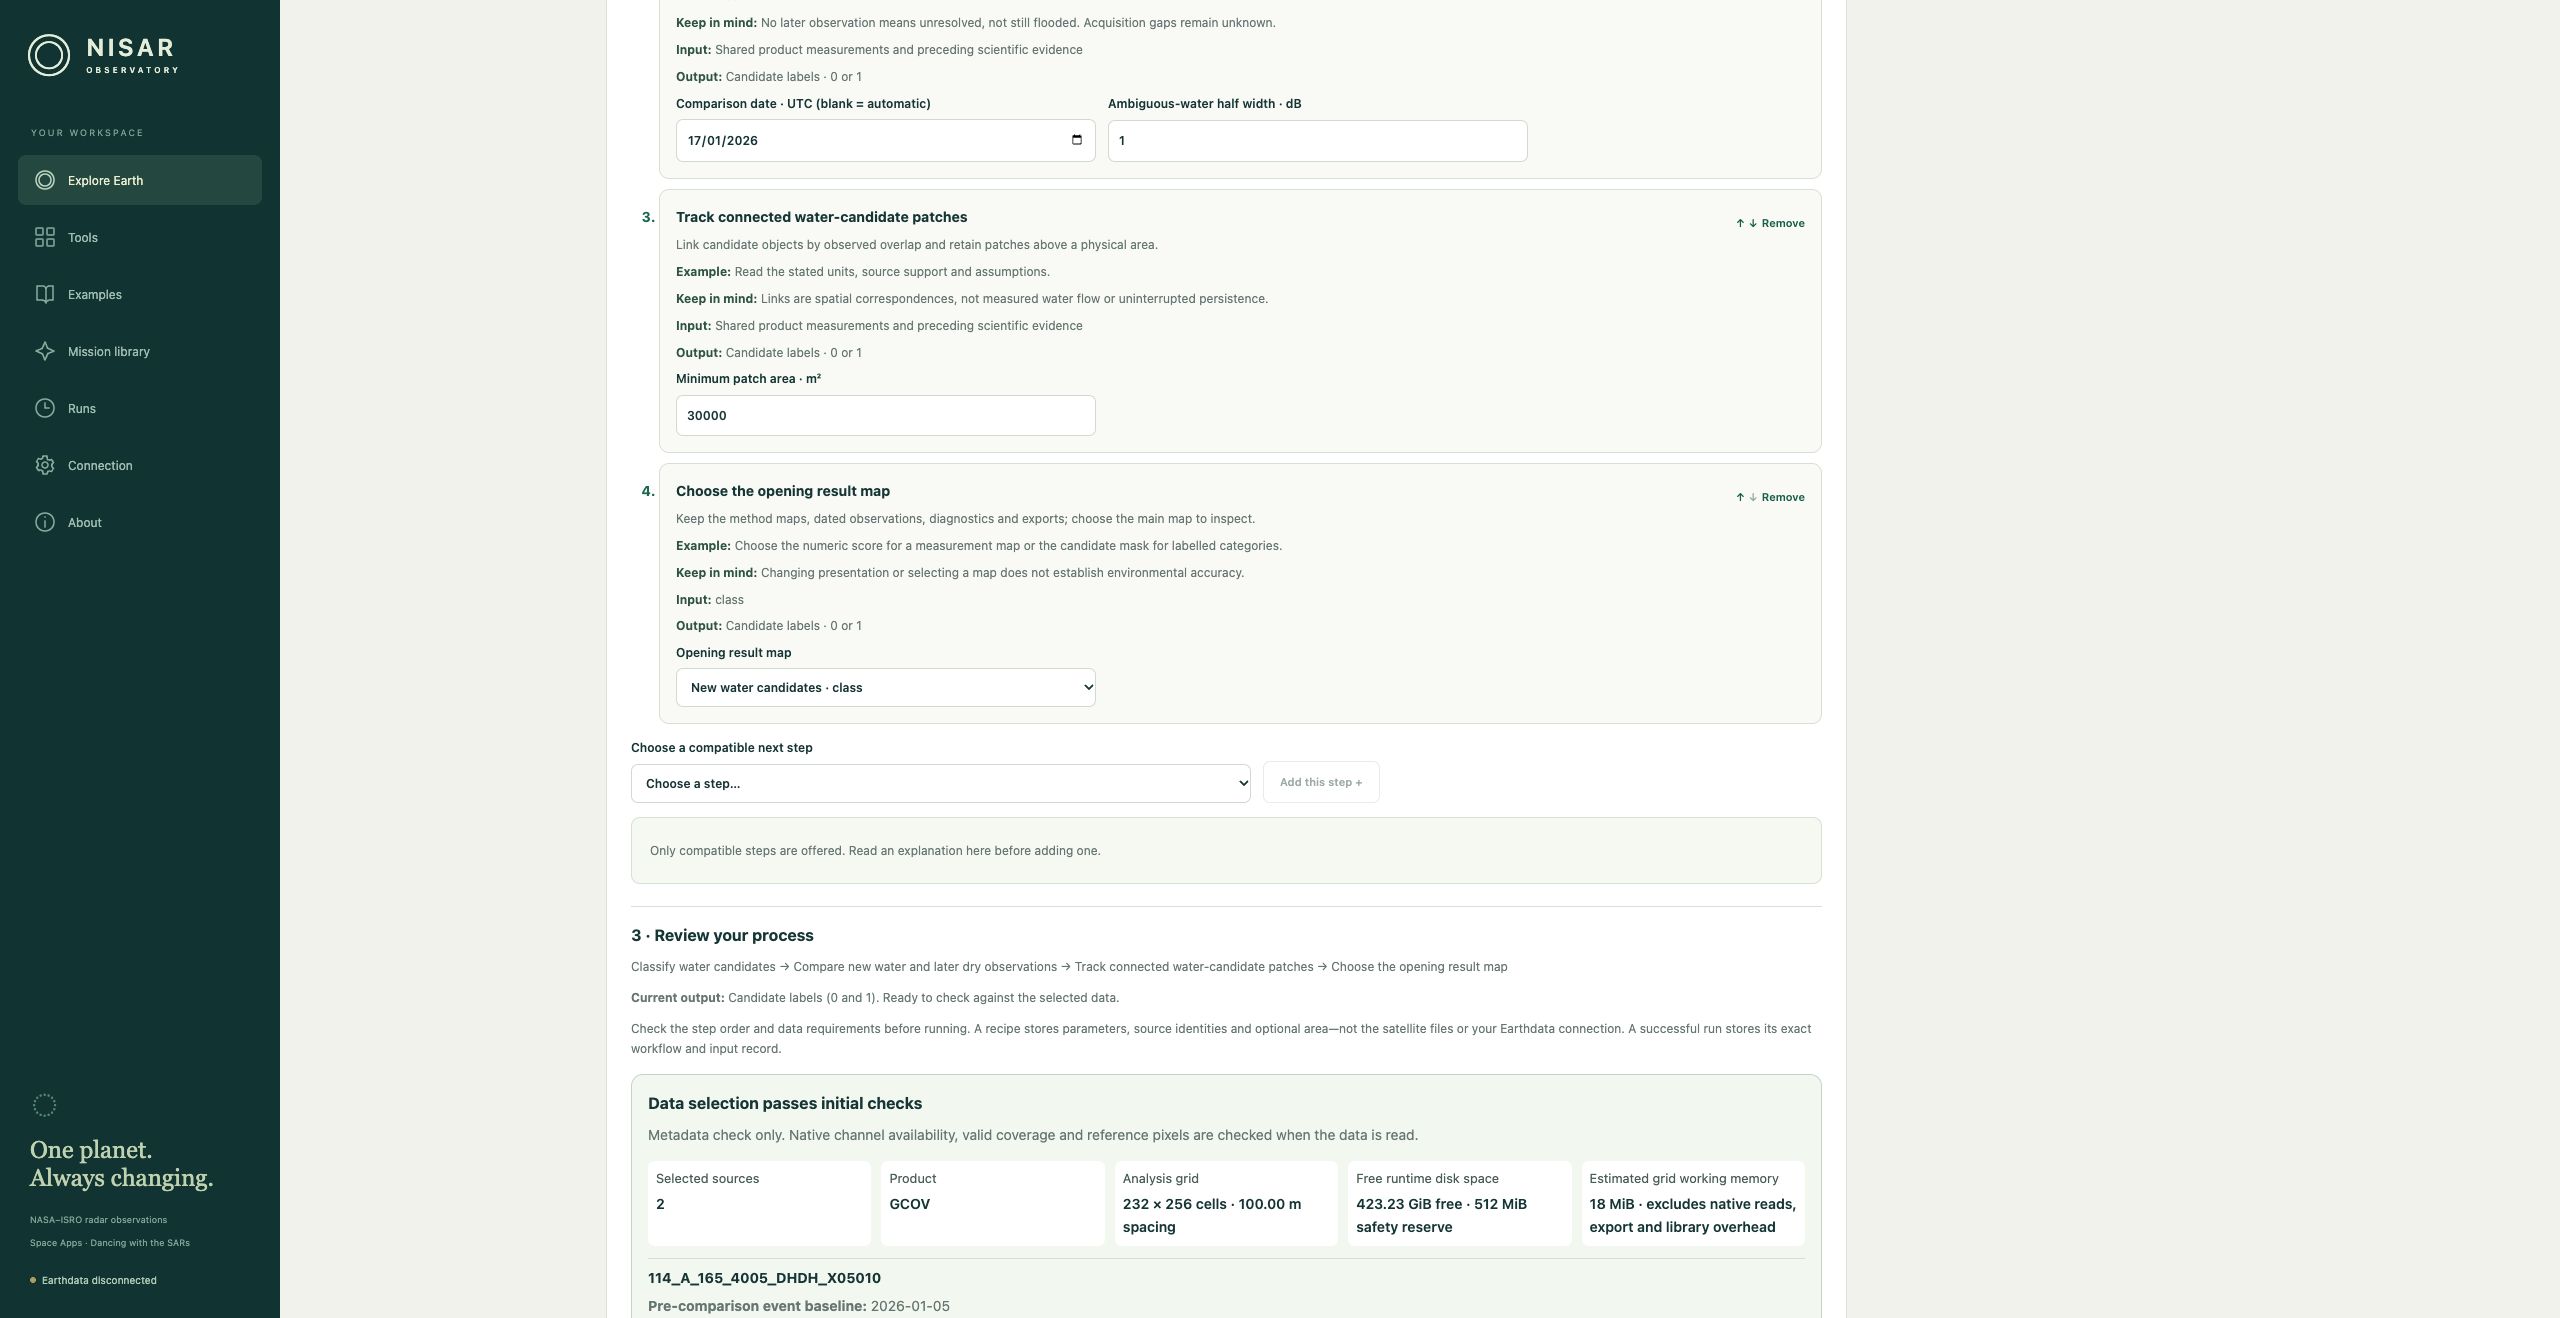 NISAR
OBSERVATORY
YOUR WORKSPACE
Explore Earth
Tools
Examples
Mission library
Runs
Connection
About
One planet.
Always changing.
NASA–ISRO radar observations
Space Apps · Dancing with the SARs
Earthdata disconnected
Keep in mind: No later observation means unresolved, not still flooded. Acquisition gaps remain unknown.
Input: Shared product measurements and preceding scientific evidence
Output: Candidate labels · 0 or 1
Comparison date · UTC (blank = automatic)
17/01/2026
Ambiguous-water half width · dB
1
3.
Track connected water-candidate patches
↑ ↓ Remove
Link candidate objects by observed overlap and retain patches above a physical area.
Example: Read the stated units, source support and assumptions.
Keep in mind: Links are spatial correspondences, not measured water flow or uninterrupted persistence.
Input: Shared product measurements and preceding scientific evidence
Output: Candidate labels · 0 or 1
Minimum patch area · m²
30000
4.
Choose the opening result map
↑ ↓ Remove
Keep the method maps, dated observations, diagnostics and exports; choose the main map to inspect.
Example: Choose the numeric score for a measurement map or the candidate mask for labelled categories.
Keep in mind: Changing presentation or selecting a map does not establish environmental accuracy.
Input: class
Output: Candidate labels · 0 or 1
Opening result map
New water candidates · class
Choose a compatible next step
Choose a step...
Add this step +
Only compatible steps are offered. Read an explanation here before adding one.
3 · Review your process
Classify water candidates → Compare new water and later dry observations → Track connected water-candidate patches → Choose the opening result map
Current output: Candidate labels (0 and 1). Ready to check against the selected data.
Check the step order and data requirements before running. A recipe stores parameters, source identities and optional area—not the satellite files or your Earthdata connection. A successful run stores its exact
workflow and input record.
Data selection passes initial checks
Metadata check only. Native channel availability, valid coverage and reference pixels are checked when the data is read.
Selected sources
2
Product
GCOV
Analysis grid
232 × 256 cells · 100.00 m
spacing
Free runtime disk space
423.23 GiB free · 512 MiB
safety reserve
Estimated grid working memory
18 MiB · excludes native reads,
export and library overhead
114_A_165_4005_DHDH_X05010
Pre-comparison event baseline: 2026-01-05